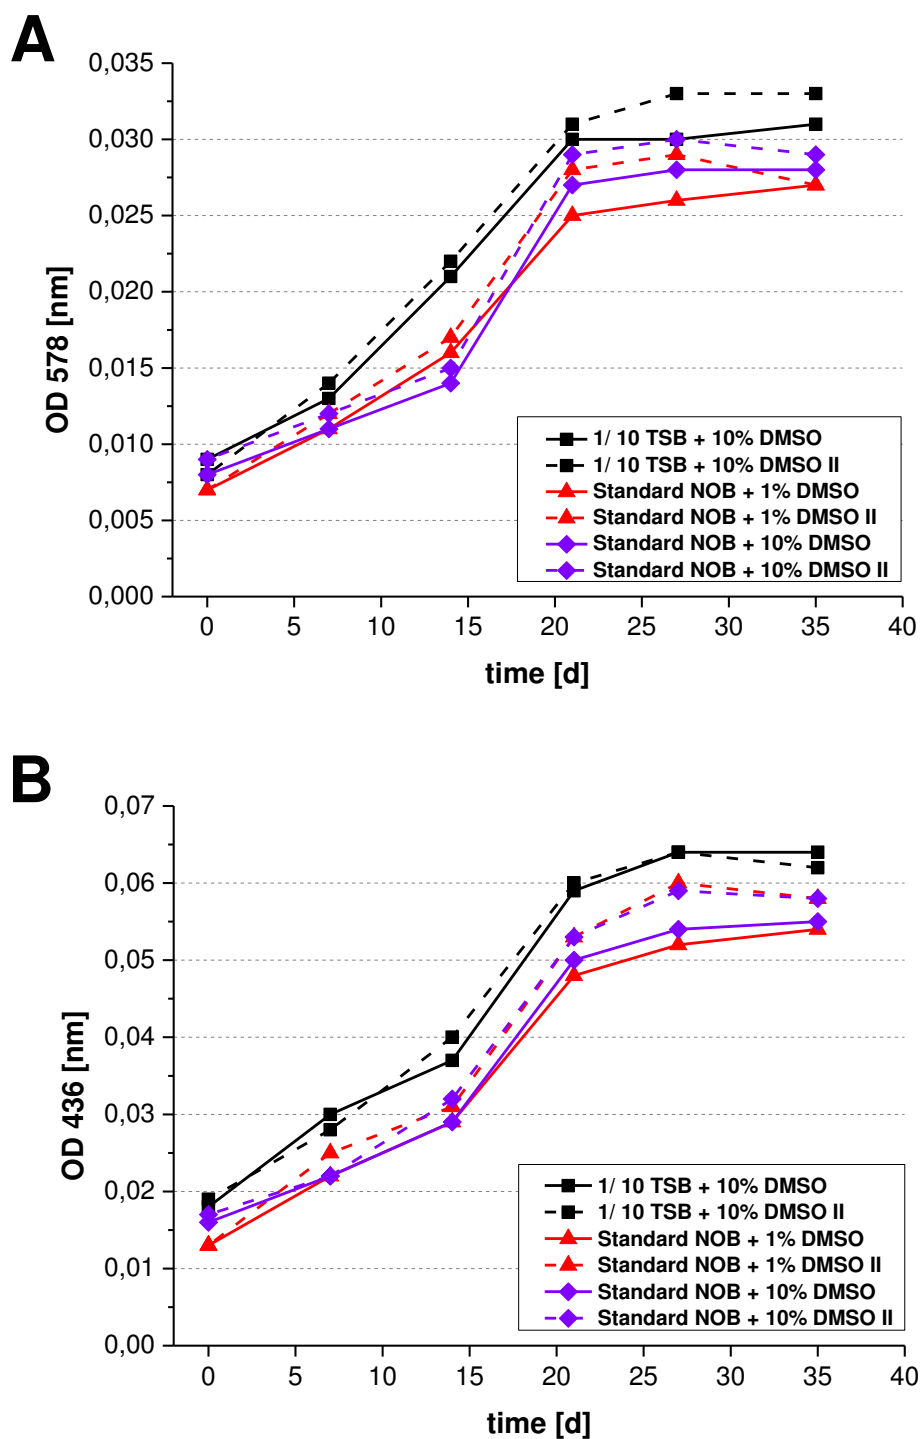 A
0,035
0,030
0,025
0,020
0,015
0,010
0,005
0,000
OD 578 [nm]
1/ 10 TSB + 10% DMSO
1/ 10 TSB + 10% DMSO II
Standard NOB + 1% DMSO
Standard NOB + 1% DMSO II
Standard NOB + 10% DMSO
Standard NOB + 10% DMSO II
0 5 10 15 20 25 30 35 40
time [d]
B
0,07
0,06
0,05
0,04
0,03
0,02
0,01
0,00
OD 436 [nm]
1/ 10 TSB + 10% DMSO
1/ 10 TSB + 10% DMSO II
Standard NOB + 1% DMSO
Standard NOB + 1% DMSO II
Standard NOB + 10% DMSO
Standard NOB + 10% DMSO II
0 5 10 15 20 25 30 35 40
time [d]